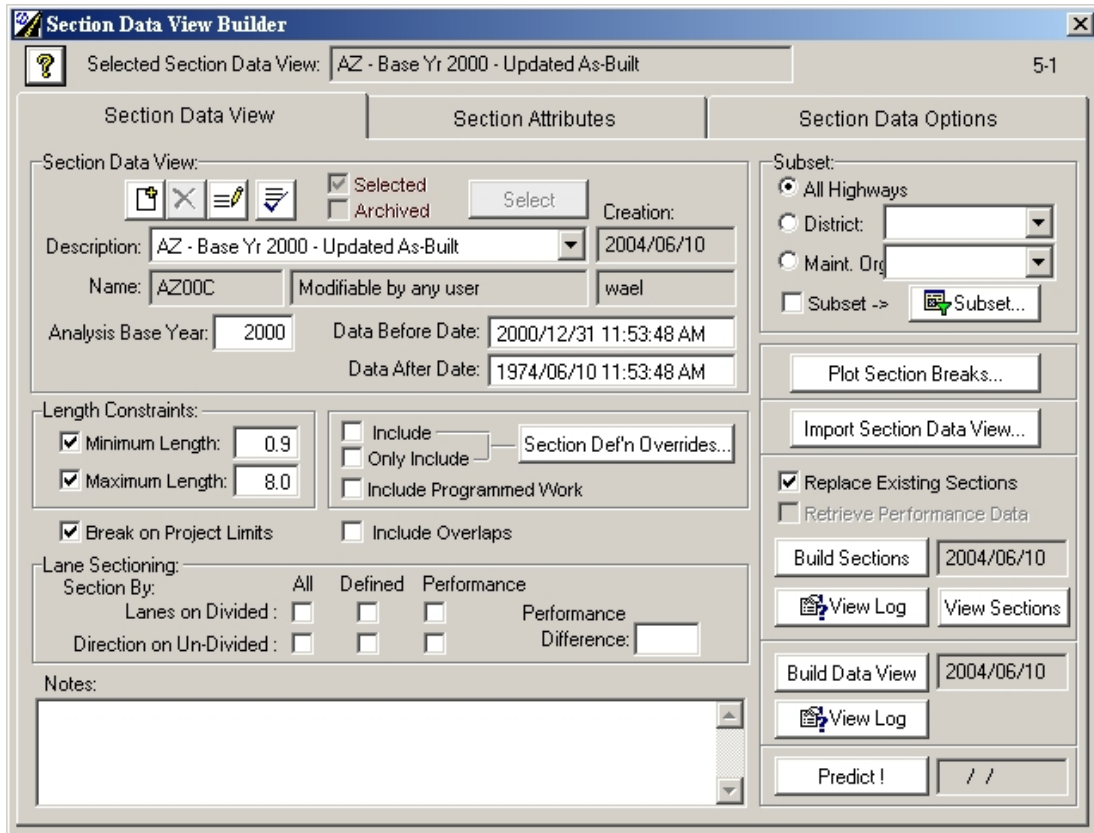 Section Data View Builder
Selected Section Data View: AZ - Base Yr 2000 - Updated As-Built 5-1
Section Data View Section Attributes Section Data Options
Section Data View:
Selected
Archived
Select
Creation:
Description: AZ - Base Yr 2000 - Updated As-Built 2004/06/10
Name: AZ00C Modifiable by any user wael
Analysis Base Year: 2000 Data Before Date: 2000/12/31 11:53:48 AM
Data After Date: 1974/06/10 11:53:48 AM
Length Constraints:
Minimum Length: 0.9
Maximum Length: 8.0
Include
Only Include
Section Def'n Overrides...
Include Programmed Work
Break on Project Limits Include Overlaps
Lane Sectioning:
Section By: All Defined Performance
Lanes on Divided :
Direction on Un-Divided :
Performance
Difference:
Notes:
Subset:
All Highways
District:
Maint. Org
Subset -> Subset...
Plot Section Breaks...
Import Section Data View...
Replace Existing Sections
Retrieve Performance Data
Build Sections 2004/06/10
View Log View Sections
Build Data View 2004/06/10
View Log
Predict ! / /